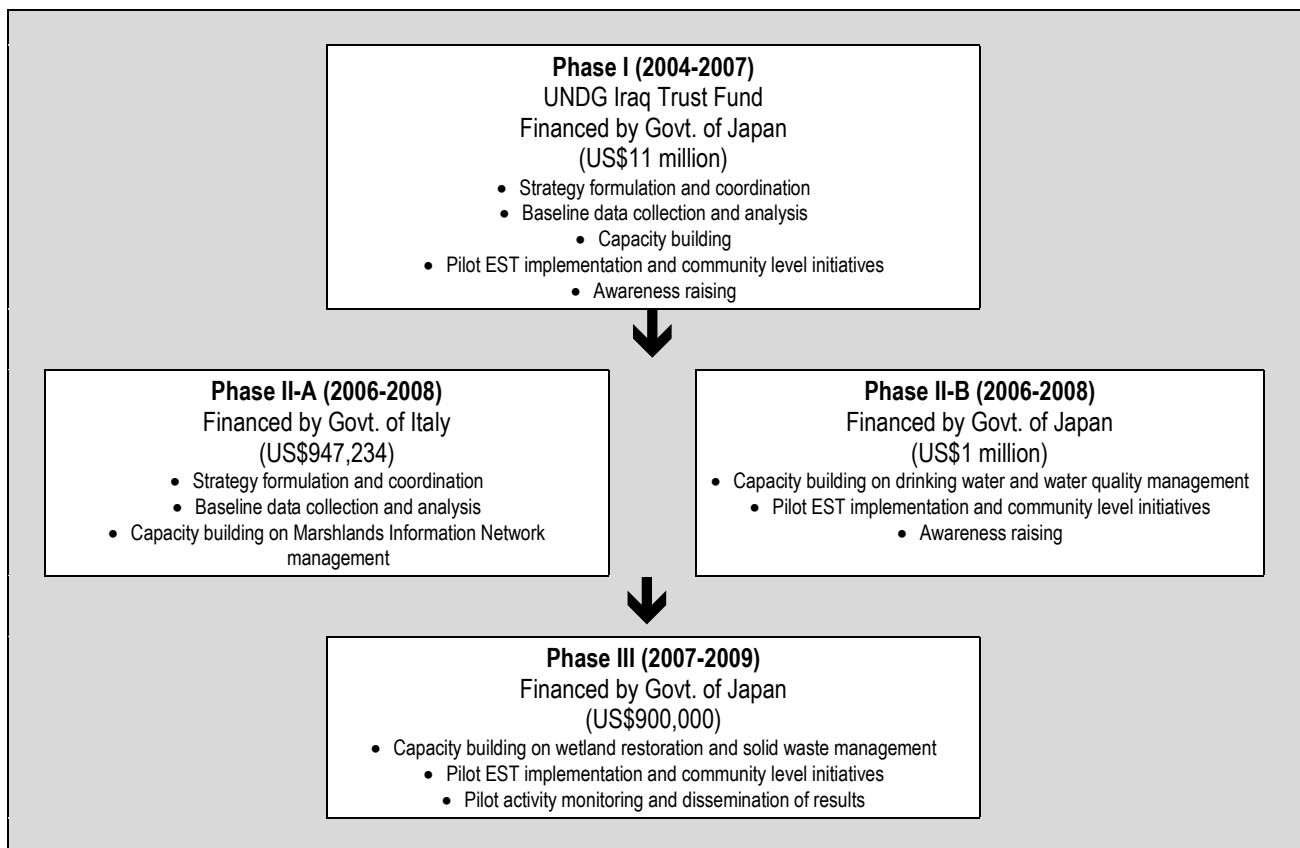 Phase I (2004-2007)
UNDG Iraq Trust Fund
Financed by Govt. of Japan
(US$11 million)
• Strategy formulation and coordination
• Baseline data collection and analysis
• Capacity building
• Pilot EST implementation and community level initiatives
• Awareness raising
Phase II-A (2006-2008)
Financed by Govt. of Italy
(US$947,234)
• Strategy formulation and coordination
• Baseline data collection and analysis
• Capacity building on Marshlands Information Network
management
Phase II-B (2006-2008)
Financed by Govt. of Japan
(US$1 million)
• Capacity building on drinking water and water quality management
• Pilot EST implementation and community level initiatives
• Awareness raising
Phase III (2007-2009)
Financed by Govt. of Japan
(US$900,000)
• Capacity building on wetland restoration and solid waste management
• Pilot EST implementation and community level initiatives
• Pilot activity monitoring and dissemination of results